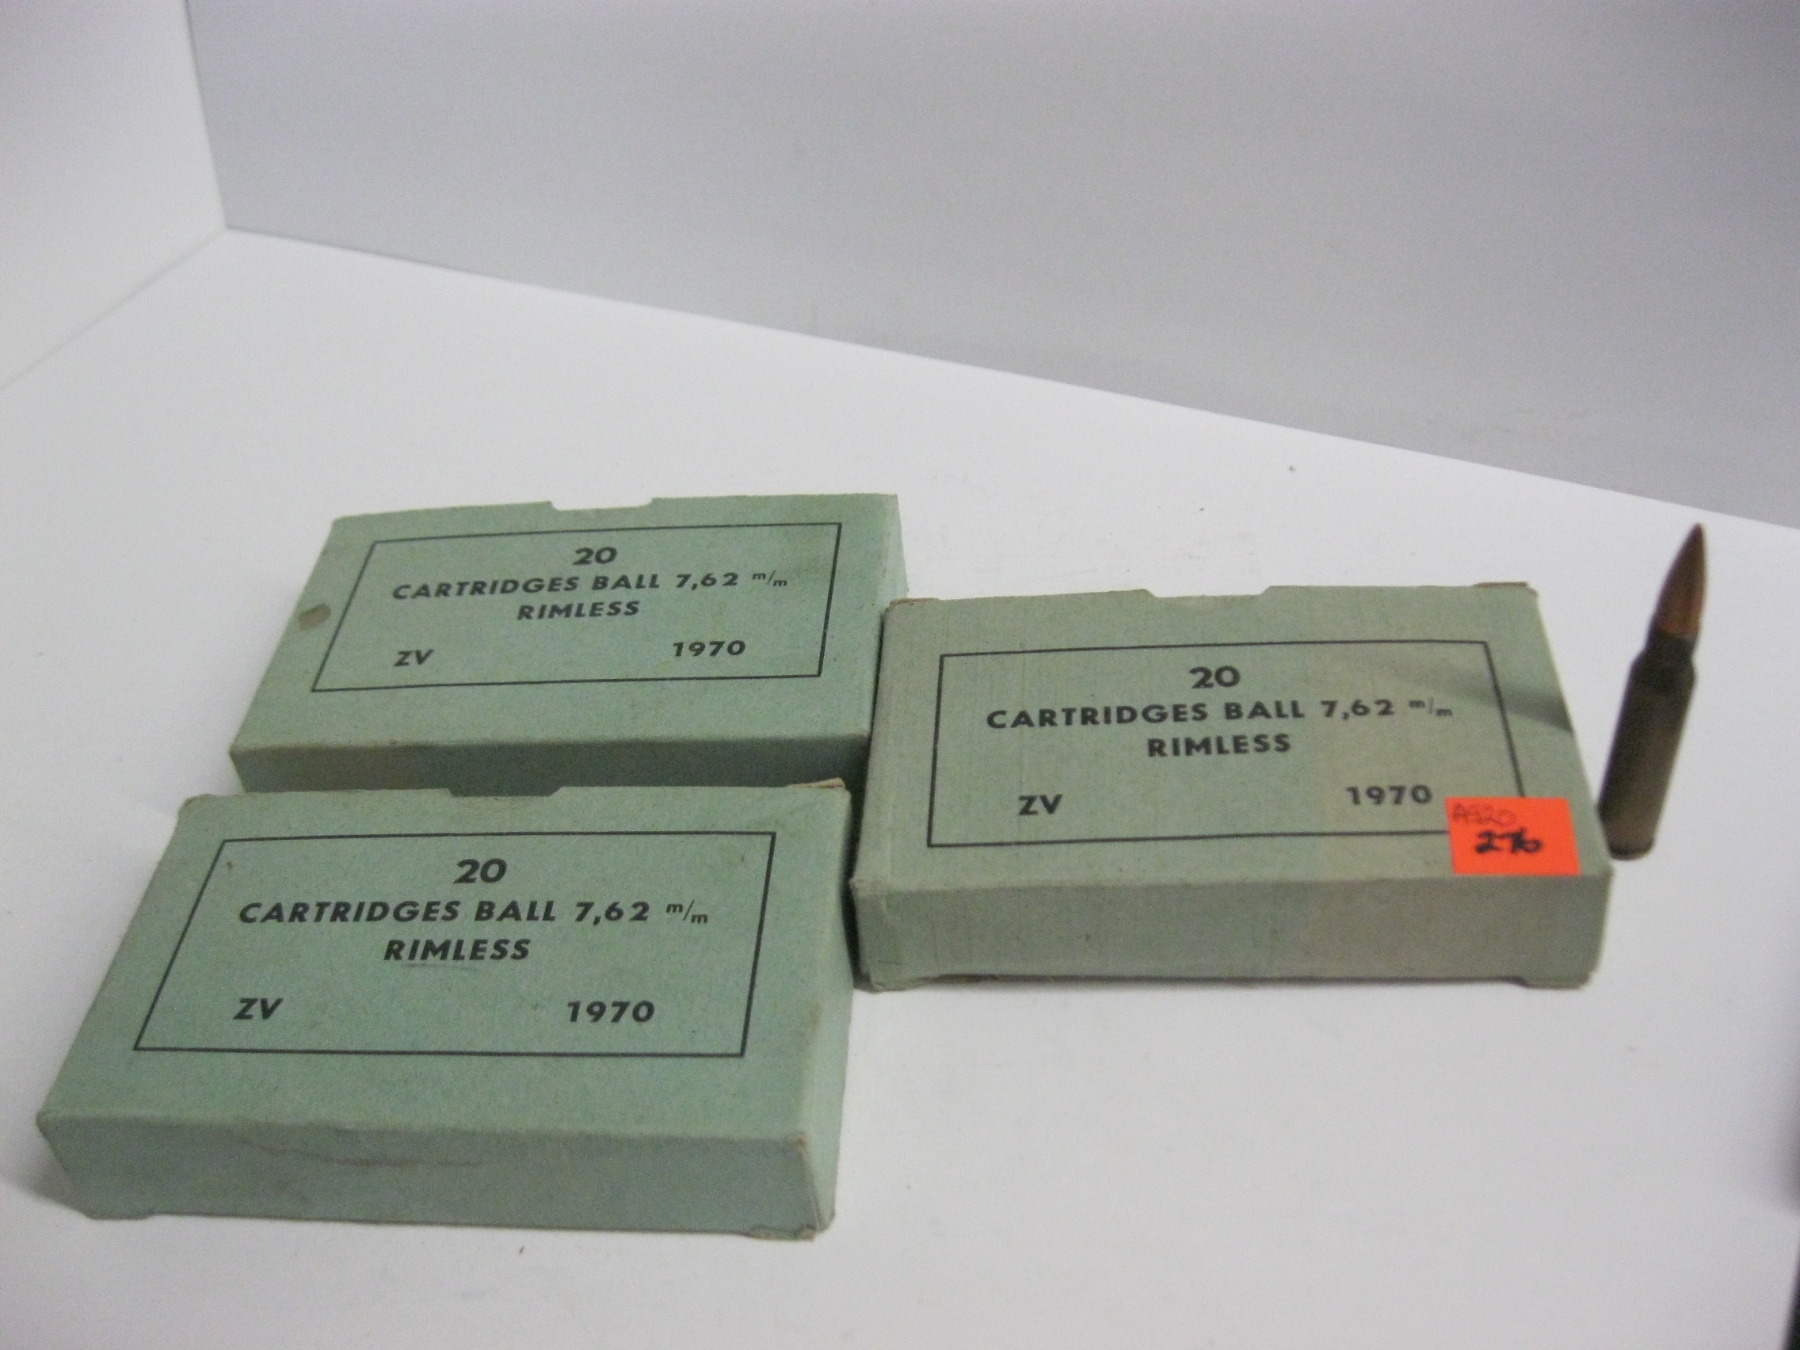 20
CARTRIDGES BALL 7,62 m/m
RIMLESS
ZV 1970
20
CARTRIDGES BALL 7,62 m/m
RIMLESS
ZV 1970
276
20
CARTRIDGES BALL 7,62 m/m
RIMLESS
ZV 1970